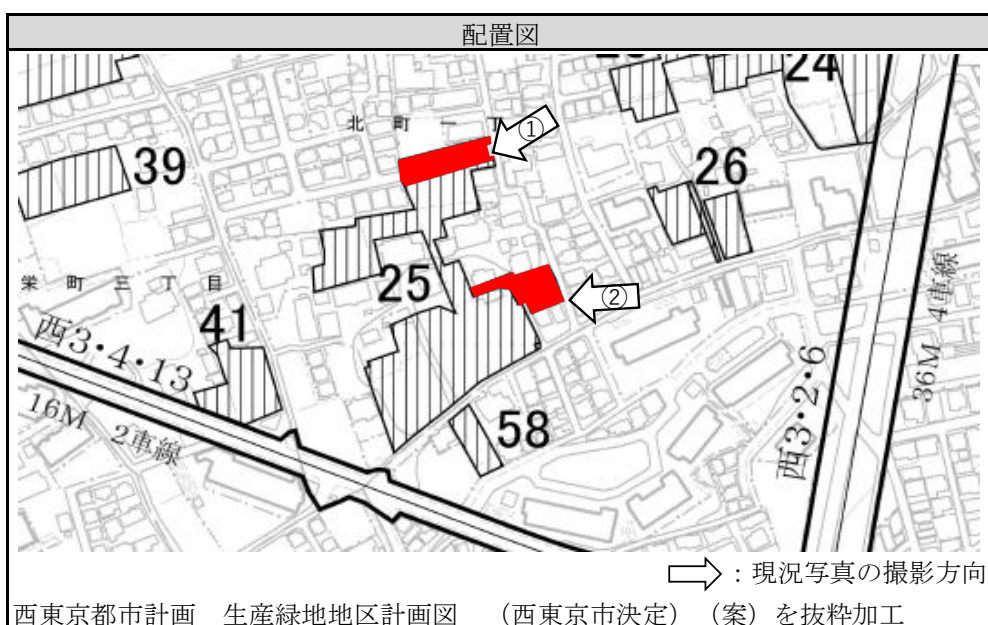 配置図
24
北町一丁
①
39
26
栄町三丁目
25
②
41
西3・4・13
16M 2車線
58
西3・2・6
36M 4車線
：現況写真の撮影方向
西東京都市計画 生産緑地地区計画図 （西東京市決定）（案）を抜粋加工